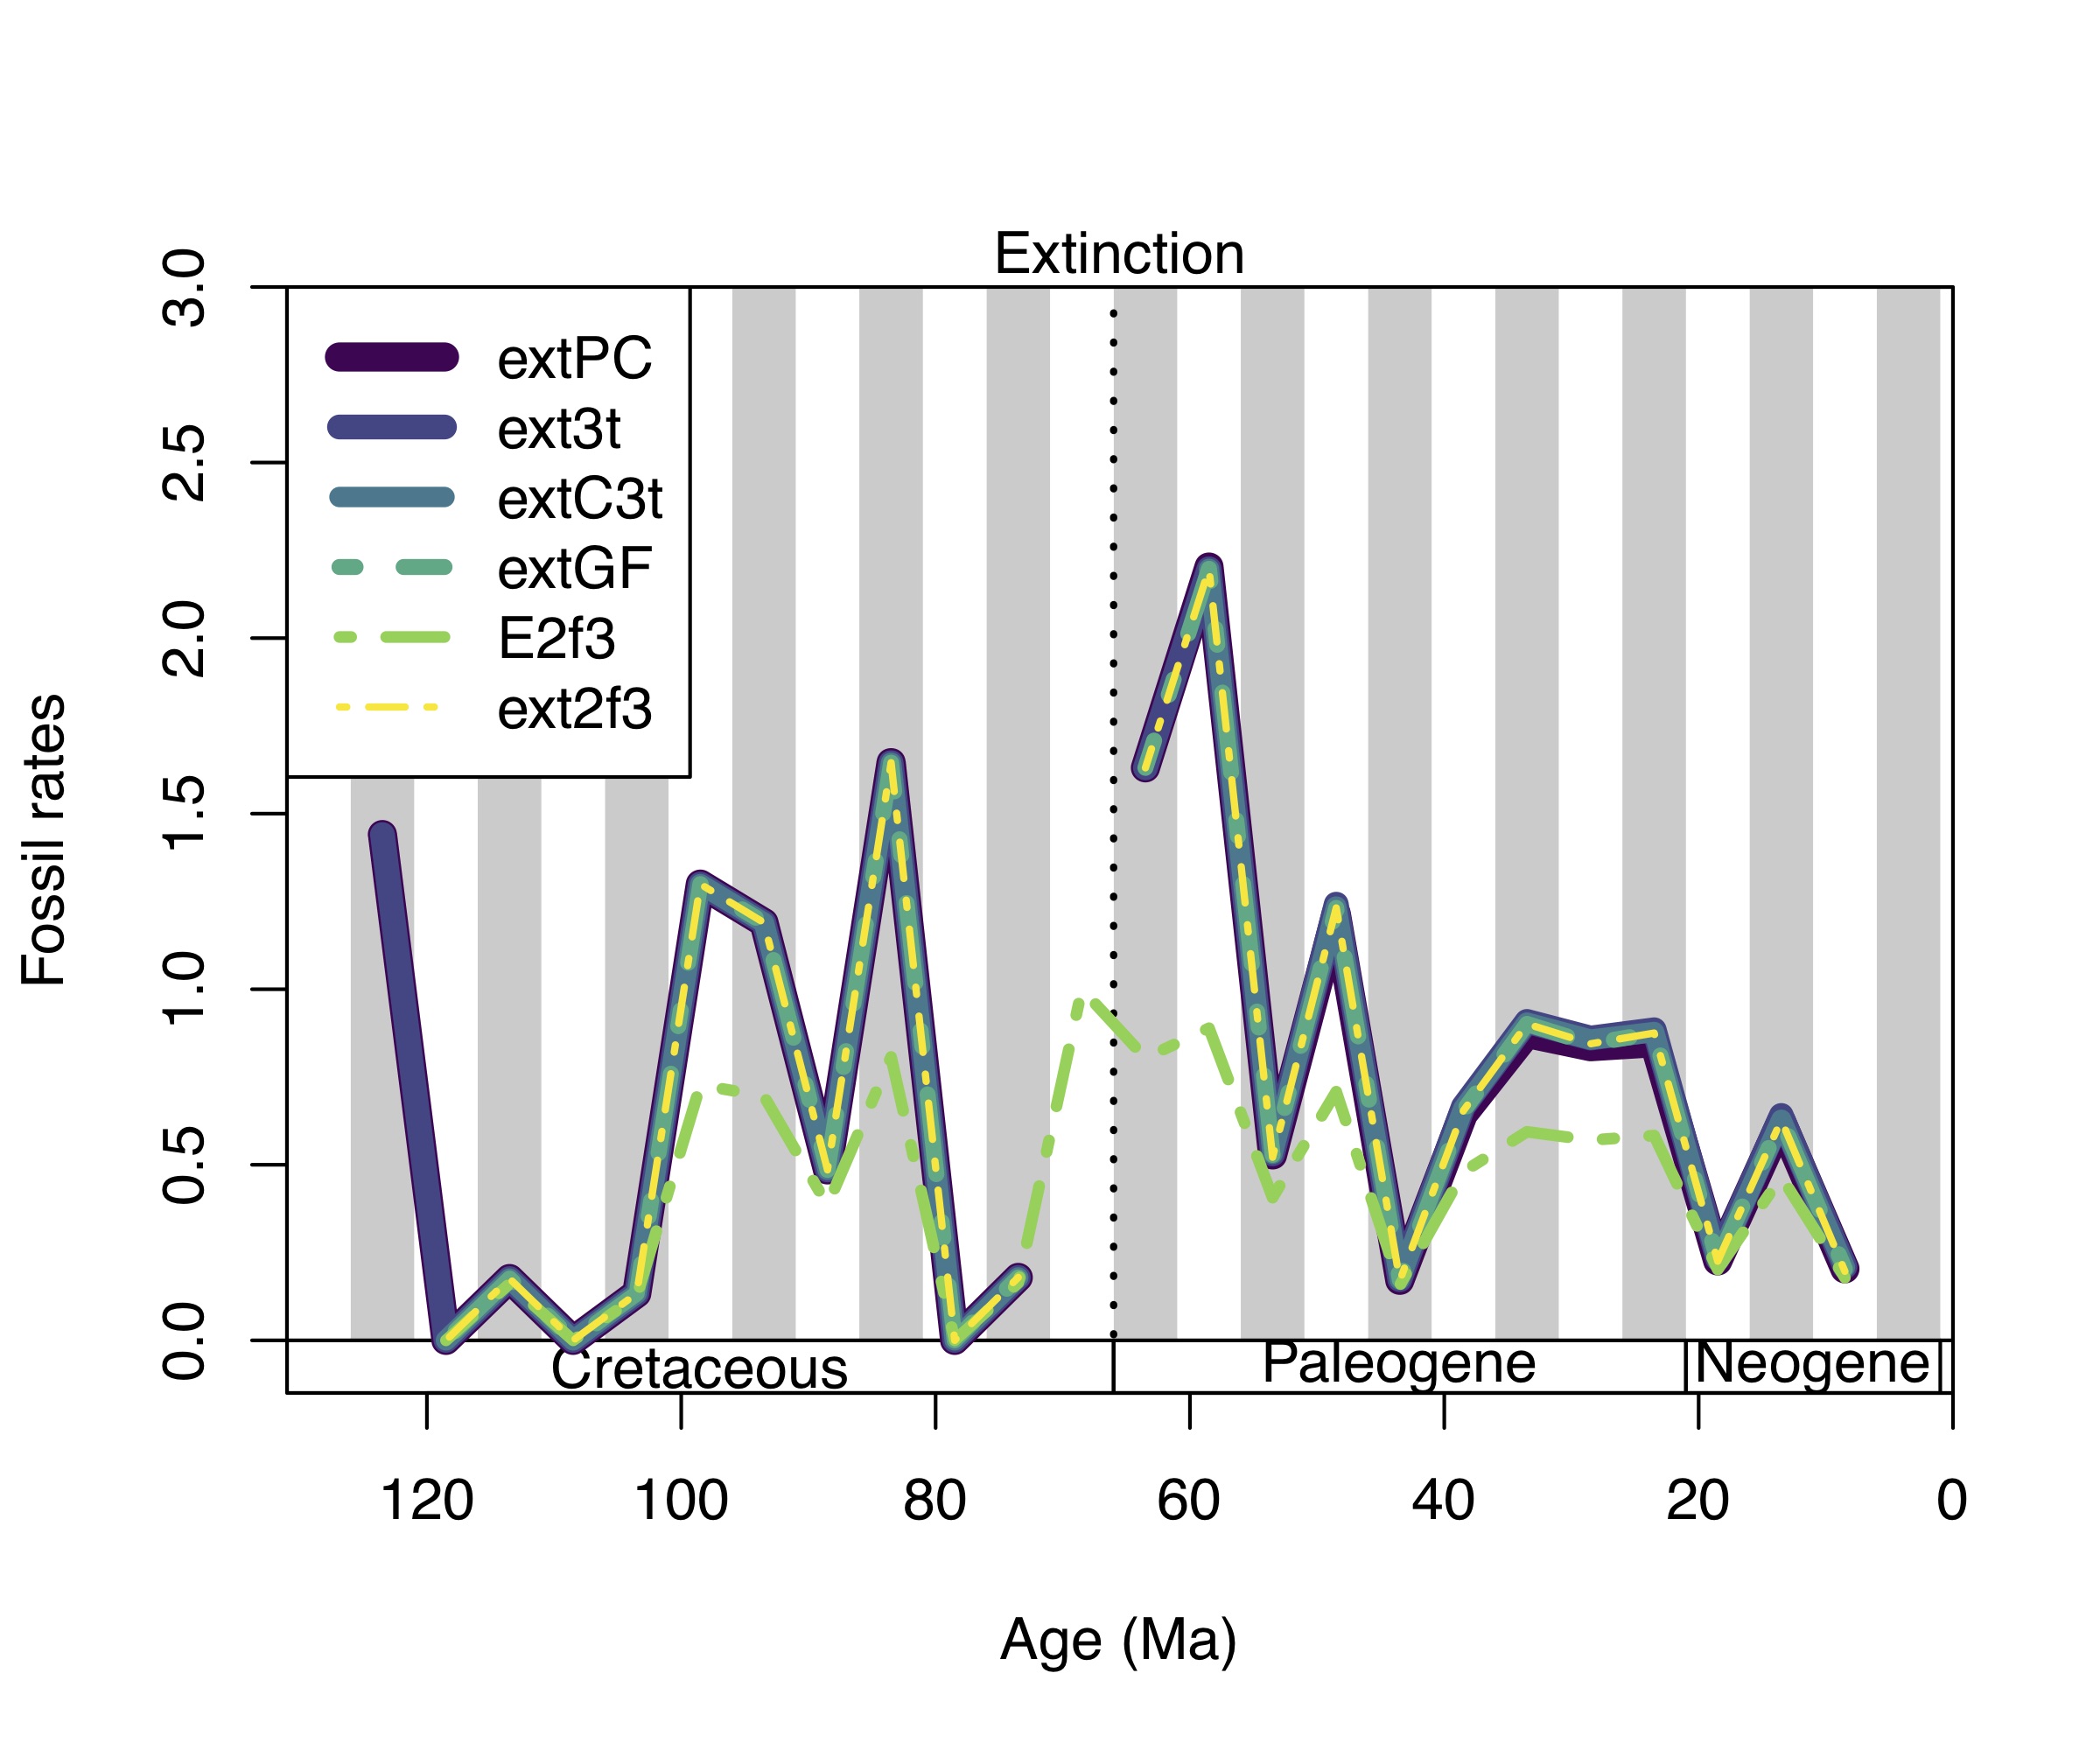 Extinction
extPC
ext3t
extC3t
extGF
E2f3
ext2f3
3.0
2.5
2.0
1.5
1.0
0.5
0.0
Fossil rates
Cretaceous
Paleogene
Neogene
120
100
80
60
40
20
0
Age (Ma)